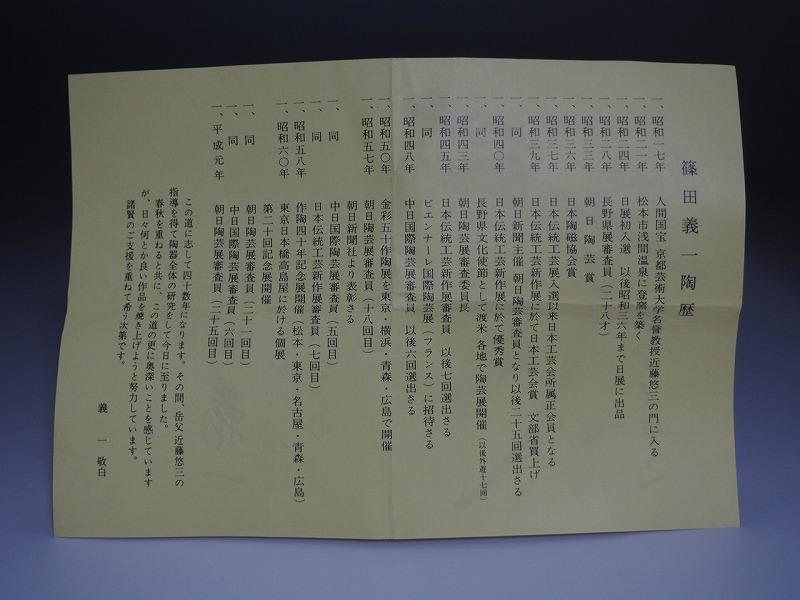 篠田義一陶歴
一、昭和一七年 人間国宝 京都芸術大学名誉教授近藤悠三の門に入る
一、昭和二一年 松本市浅間温泉に登窯を築く
一、昭和二四年 日展初入選 以後昭和三六年まで日展に出品
一、昭和二八年 長野県展審査員(二十八才)
一、昭和三三年 朝日陶芸賞
一、昭和三六年 日本陶磁協会賞
一、昭和三七年 日本伝統工芸展入選以来日本工芸会所属正会員となる
一、昭和三九年 日本伝統工芸新作展に於て日本工芸会賞 文部省買上げ
一、同 朝日新聞主催 朝日陶芸審査員となり以後二十五回選出さる
一、昭和四〇年 日本伝統工芸新作展に於て優秀賞
一、同 長野県文化使節として渡米 各地で陶芸展開催(以後外遊十七回)
一、昭和四三年 朝日陶芸展審査委員長
一、昭和四五年 日本伝統工芸新作展審査員 以後七回選出さる
一、同 ビエンナーレ国際陶芸展(フランス)に招待さる
一、昭和四八年 中日国際陶芸展審査員 以後六回選出さる
一、昭和五〇年 金彩五十作陶展を東京・横浜・青森・広島で開催
一、昭和五七年 朝日陶芸展審査員(十八回目)
朝日新聞社より表彰さる
一、同 中日国際陶芸展審査員(五回目)
一、同 日本伝統工芸新作展審査員(七回目)
一、昭和五八年 作陶四十年記念展開催(松本・東京・名古屋・青森・広島)
一、昭和六〇年 東京日本橋高島屋に於ける個展
第二十回記念展開催
一、同 朝日陶芸展審査員(二十一回目)
一、同 中日国際陶芸展審査員(六回目)
一、平成元年 朝日陶芸展審査員(二十五回目)
この道に志して四十数年になります。その間、岳父近藤悠三の
指導を得て陶器全体の研究をして今日に至りました。
春秋を重ねると共に、この道の更に奥深いことを感じています
が、日々何とか良い作品を焼き上げようと努力しています。
諸賢のご支援を重ねて希う次第です。
義一 敬白